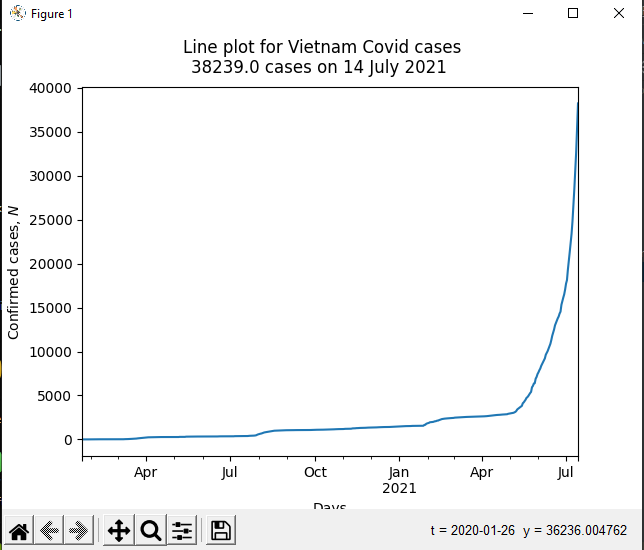 Figure 1
Line plot for Vietnam Covid cases
38239.0 cases on 14 July 2021
40000
35000
30000
25000
20000
15000
10000
5000
0
Confirmed cases, N
Apr Jul Oct Jan Apr Jul
2021
Days
t = 2020-01-26 y = 36236.004762